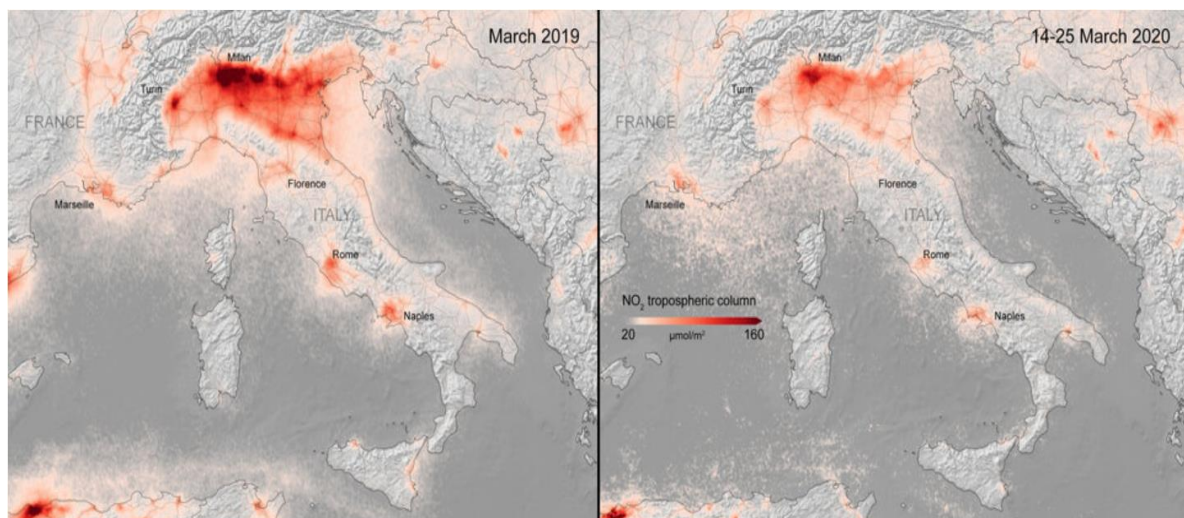 March 2019
Milan
Turin
FRANCE
Marseille
Florence
ITALY
Rome
Naples
14-25 March 2020
Milan
Turin
FRANCE
Marseille
Florence
ITALY
Rome
NO₂ tropospheric column
20 µmol/m² 160
Naples